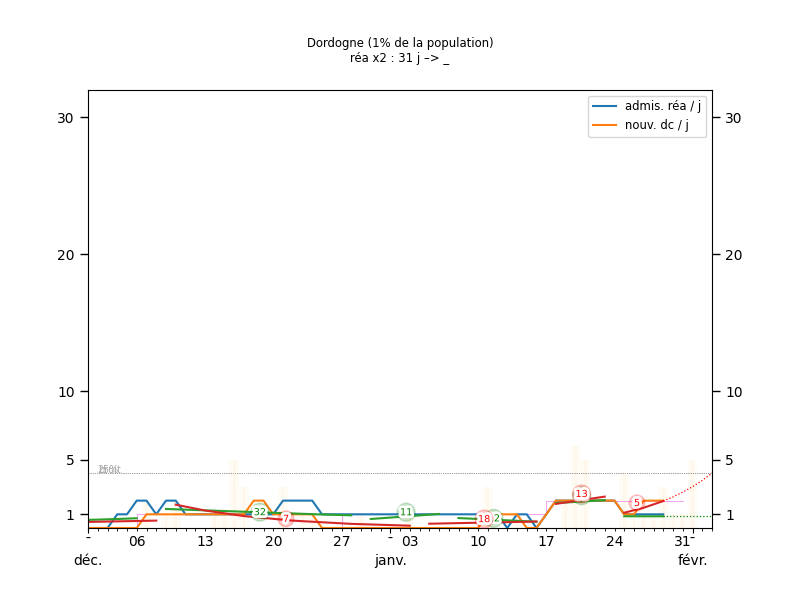 Dordogne (1% de la population)
réa x2 : 31 j –> _
admis. réa / j
nouv. dc / j
30 30
20 20
10 10
5 5
1 1
32 7 11 18 2 13 5
- 06 13 20 27 - 03 10 17 24 31 -
déc. janv. févr.